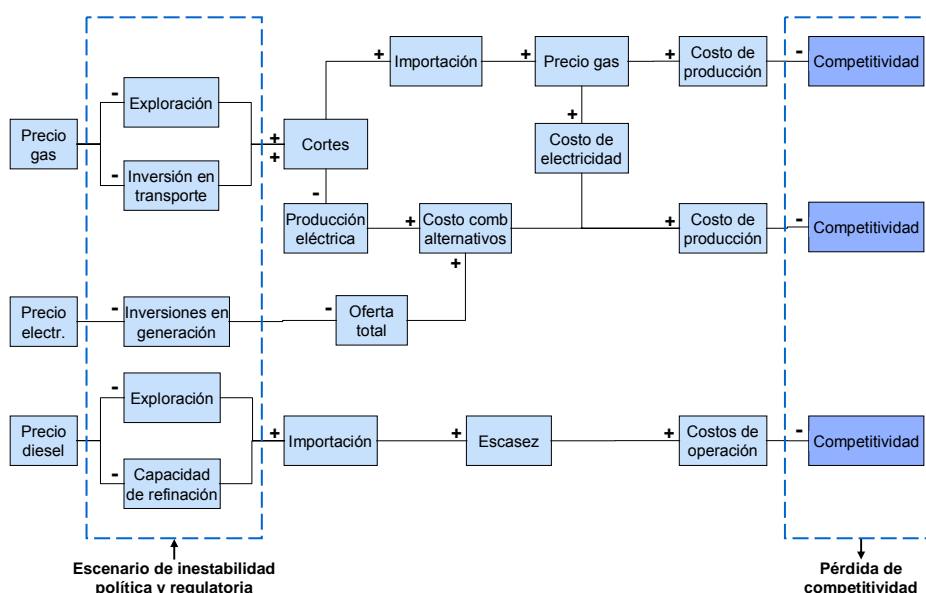 +
Importación
+
Precio gas
+
Costo de
producción
-
Competitividad
-
Exploración
Precio
gas
+
+
Cortes
+
Costo de
electricidad
-
Inversión en
transporte
-
Producción
eléctrica
+
Costo comb
alternativos
+
+
Costo de
producción
-
Competitividad
Precio
electr.
-
Inversiones en
generación
-
Oferta
total
-
Exploración
Precio
diesel
+
Importación
+
Escasez
+
Costos de
operación
-
Competitividad
-
Capacidad
de refinación
Escenario de inestabilidad
política y regulatoria
Pérdida de
competitividad